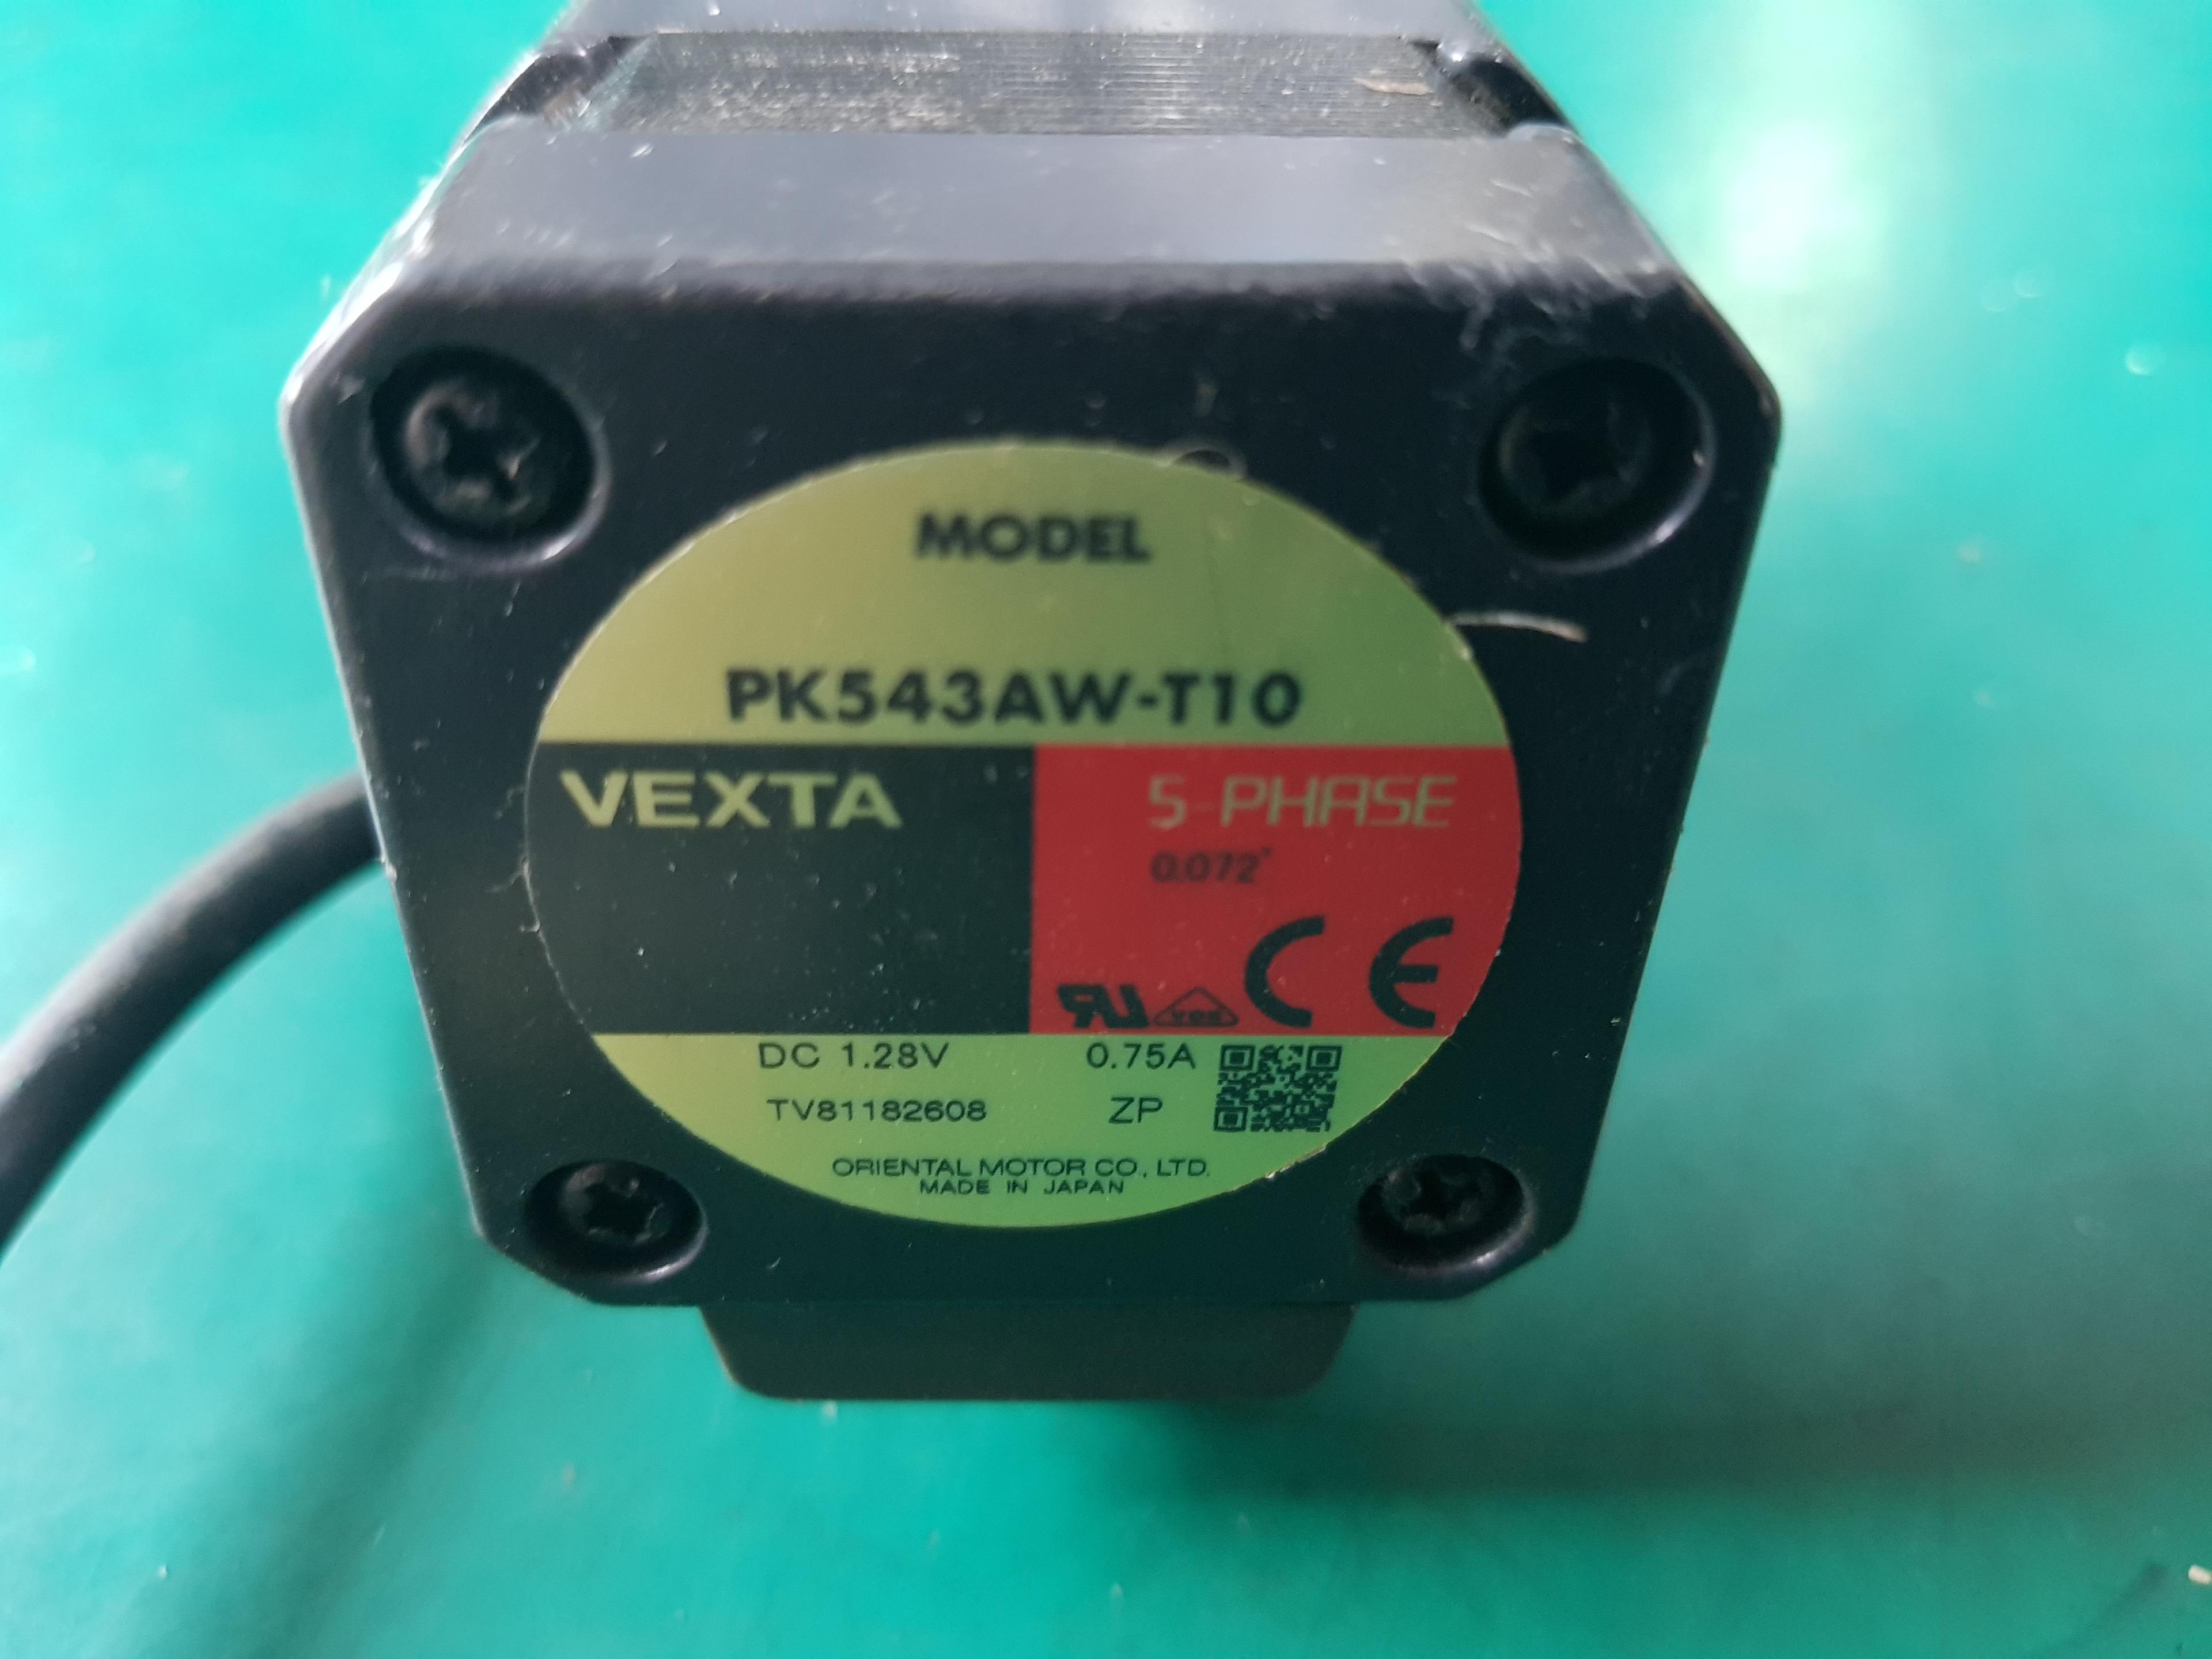 MODEL
PK543AW-T10
VEXTA
5-PHASE
0.072°
CE
DC 1.28V 0.75A
TV81182608 ZP
ORIENTAL MOTOR CO., LTD.
MADE IN JAPAN